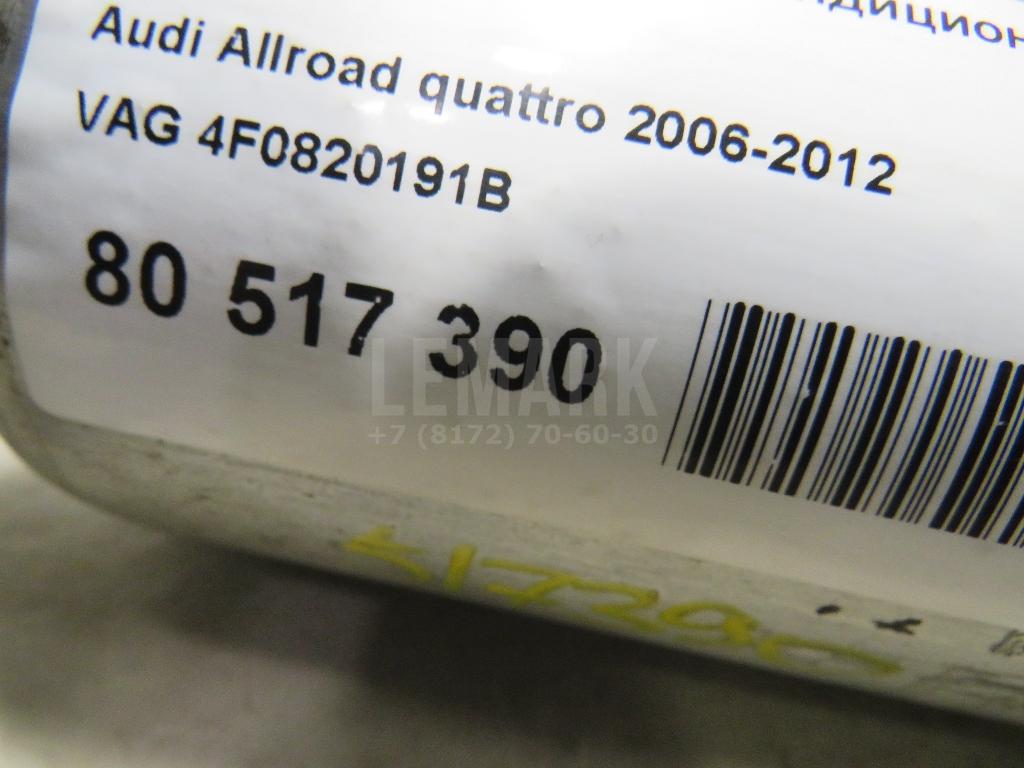 Audi Allroad quattro 2006-2012
VAG 4F0820191B
80 517 390
LEMARK
+7 (8172) 70-60-30